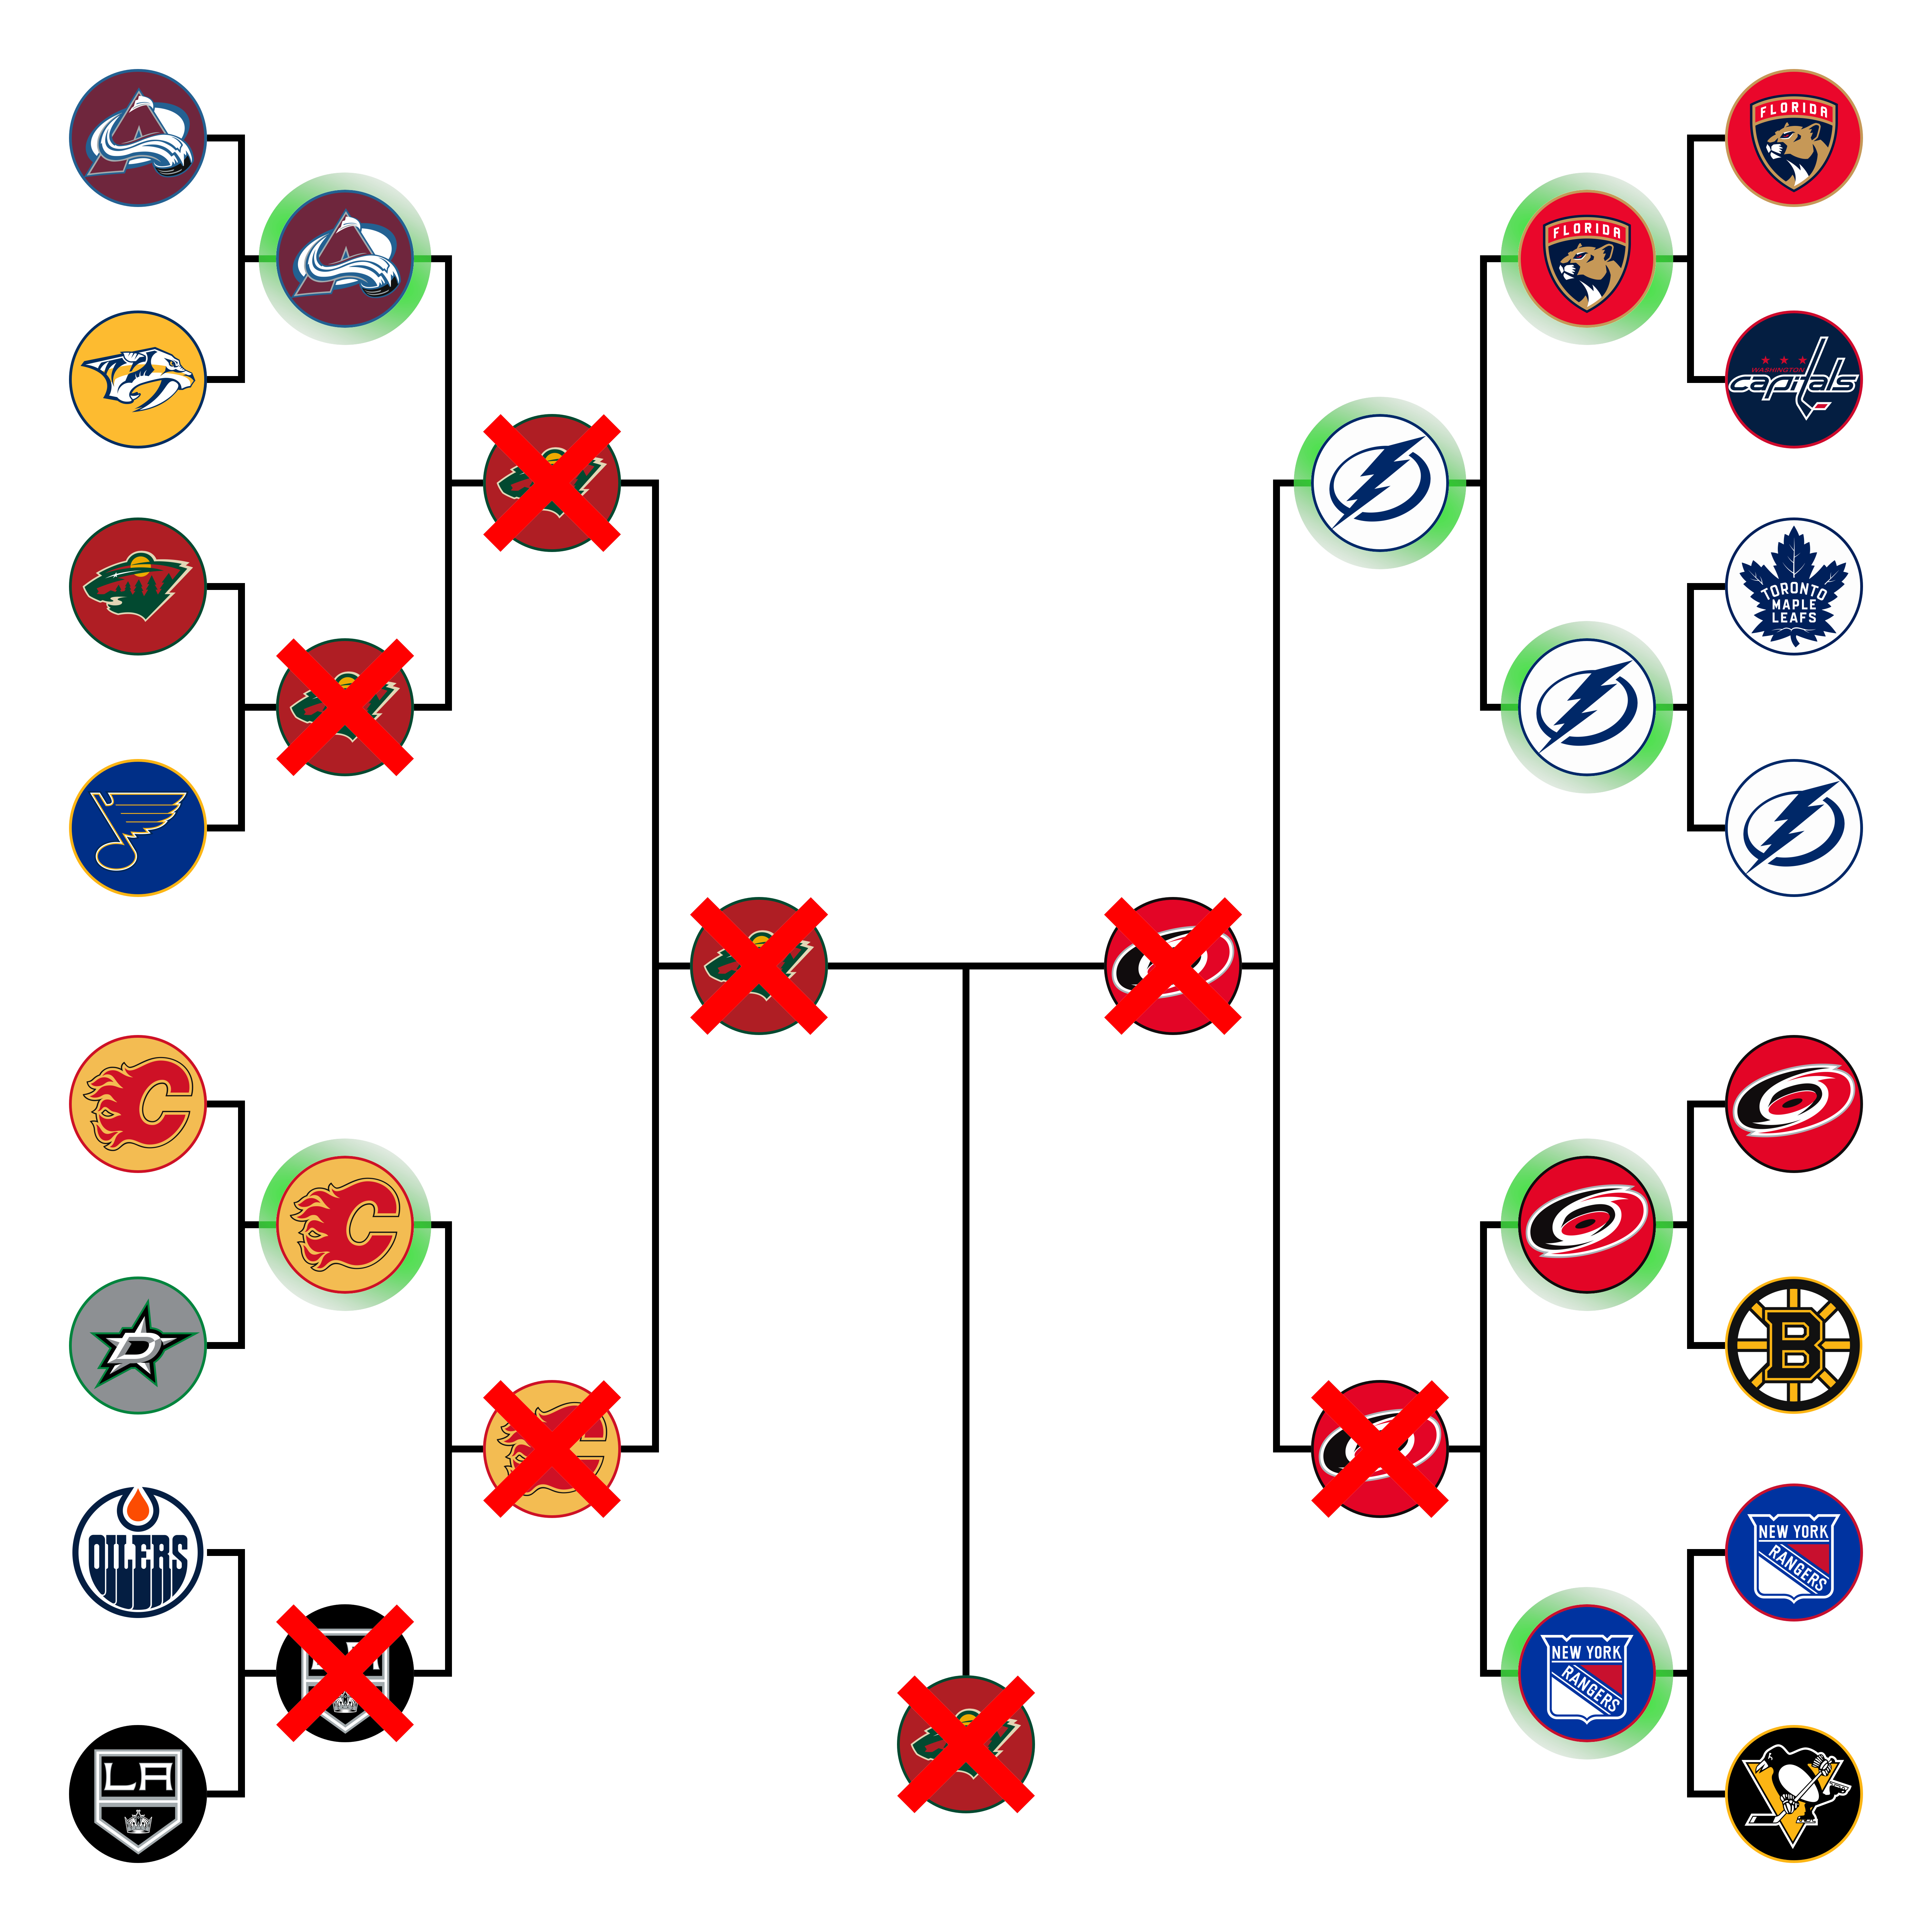 FLORIDA
FLORIDA
WASHINGTON
capitals
TORONTO
MAPLE
LEAFS
OILERS
LA
NEW YORK
RANGERS
NEW YORK
RANGERS
B